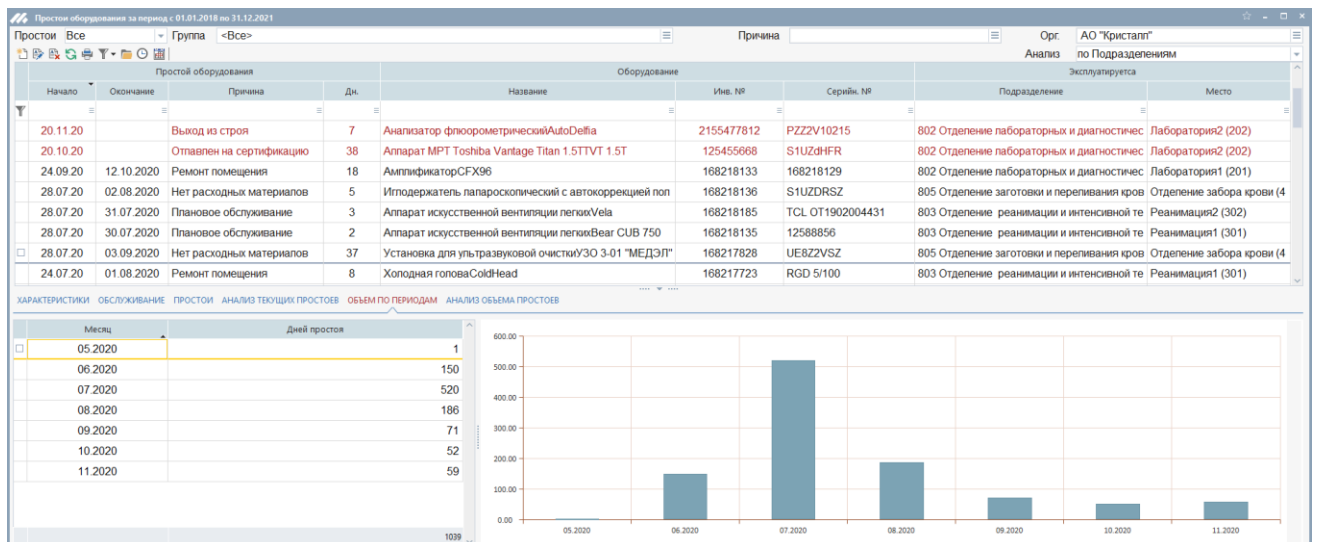 Простои оборудования за период с 01.01.2018 по 31.12.2021
Простои Все Группа <Все> Причина Орг. АО "Кристалл"
Анализ по Подразделениям
Простой оборудования Оборудование Эксплуатируется
Начало Окончание Причина Дн. Название Инв. № Серийн. № Подразделение Место
20.11.20 Выход из строя 7 Анализатор флюорометрическийAutoDelfia 2155477812 PZZ2V10215 802 Отделение лабораторных и диагностичес Лаборатория2 (202)
20.10.20 Отпавлен на сертификацию 38 Аппарат МРТ Toshiba Vantage Titan 1.5TTVT 1.5T 125455668 S1UZdHFR 802 Отделение лабораторных и диагностичес Лаборатория2 (202)
24.09.20 12.10.2020 Ремонт помещения 18 АмплификаторCFX96 168218133 168218129 802 Отделение лабораторных и диагностичес Лаборатория1 (201)
28.07.20 02.08.2020 Нет расходных материалов 5 Иглодержатель лапароскопический с автокоррекцией пол 168218136 S1UZDRSZ 805 Отделение заготовки и переливания кров Отделение забора крови (4
28.07.20 31.07.2020 Плановое обслуживание 3 Аппарат искусственной вентиляции легкихVela 168218185 TCL OT1902004431 803 Отделение реанимации и интенсивной те Реанимация2 (302)
28.07.20 30.07.2020 Плановое обслуживание 2 Аппарат искусственной вентиляции легкихBear CUB 750 168218135 12588856 803 Отделение реанимации и интенсивной те Реанимация1 (301)
28.07.20 03.09.2020 Нет расходных материалов 37 Установка для ультразвуковой очисткиУЗО 3-01 "МЕДЭЛ" 168217828 UE8Z2VSZ 805 Отделение заготовки и переливания кров Отделение забора крови (4
24.07.20 01.08.2020 Ремонт помещения 8 Холодная головаColdHead 168217723 RGD 5/100 803 Отделение реанимации и интенсивной те Реанимация1 (301)
ХАРАКТЕРИСТИКИ ОБСЛУЖИВАНИЕ ПРОСТОИ АНАЛИЗ ТЕКУЩИХ ПРОСТОЕВ ОБЪЕМ ПО ПЕРИОДАМ АНАЛИЗ ОБЪЕМА ПРОСТОЕВ
Месяц Дней простоя
05.2020 1
06.2020 150
07.2020 520
08.2020 186
09.2020 71
10.2020 52
11.2020 59
1039
600.00
500.00
400.00
300.00
200.00
100.00
0.00
05.2020 06.2020 07.2020 08.2020 09.2020 10.2020 11.2020